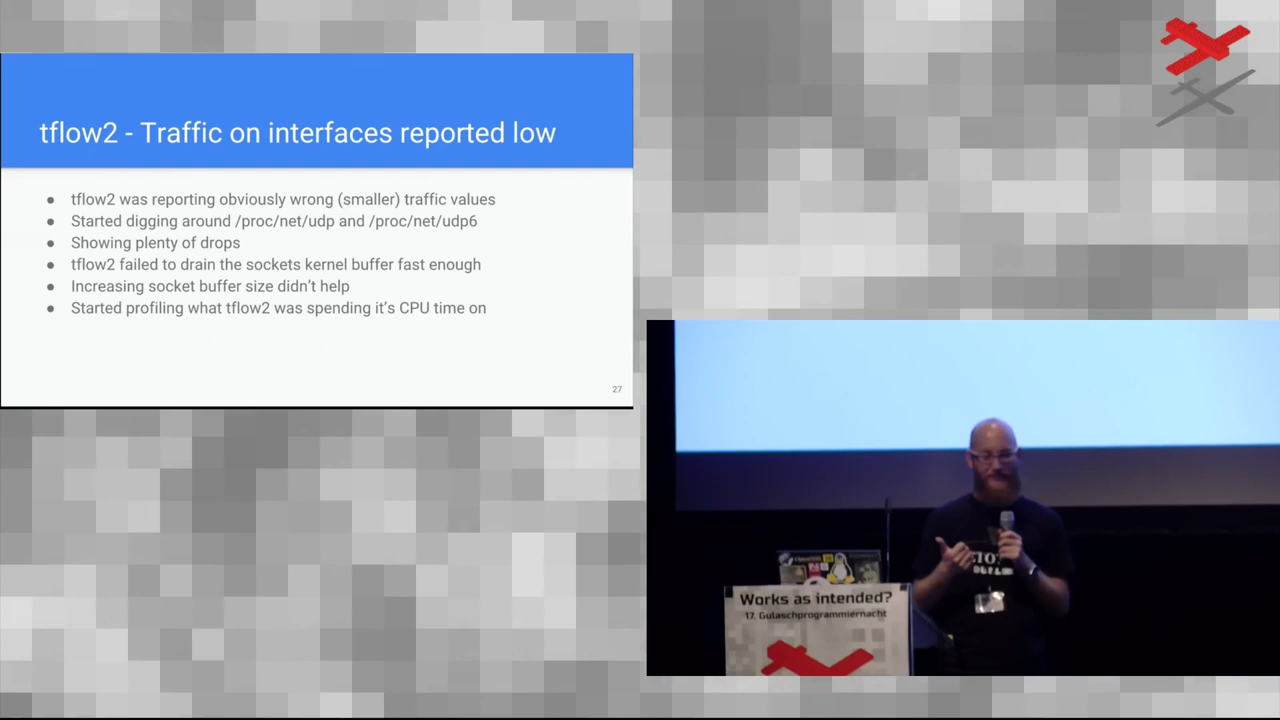 tflow2 - Traffic on interfaces reported low
● tflow2 was reporting obviously wrong (smaller) traffic values
● Started digging around /proc/net/udp and /proc/net/udp6
● Showing plenty of drops
● tflow2 failed to drain the sockets kernel buffer fast enough
● Increasing socket buffer size didn't help
● Started profiling what tflow2 was spending it's CPU time on
27
Works as intended?
17. Gulaschprogrammiernacht